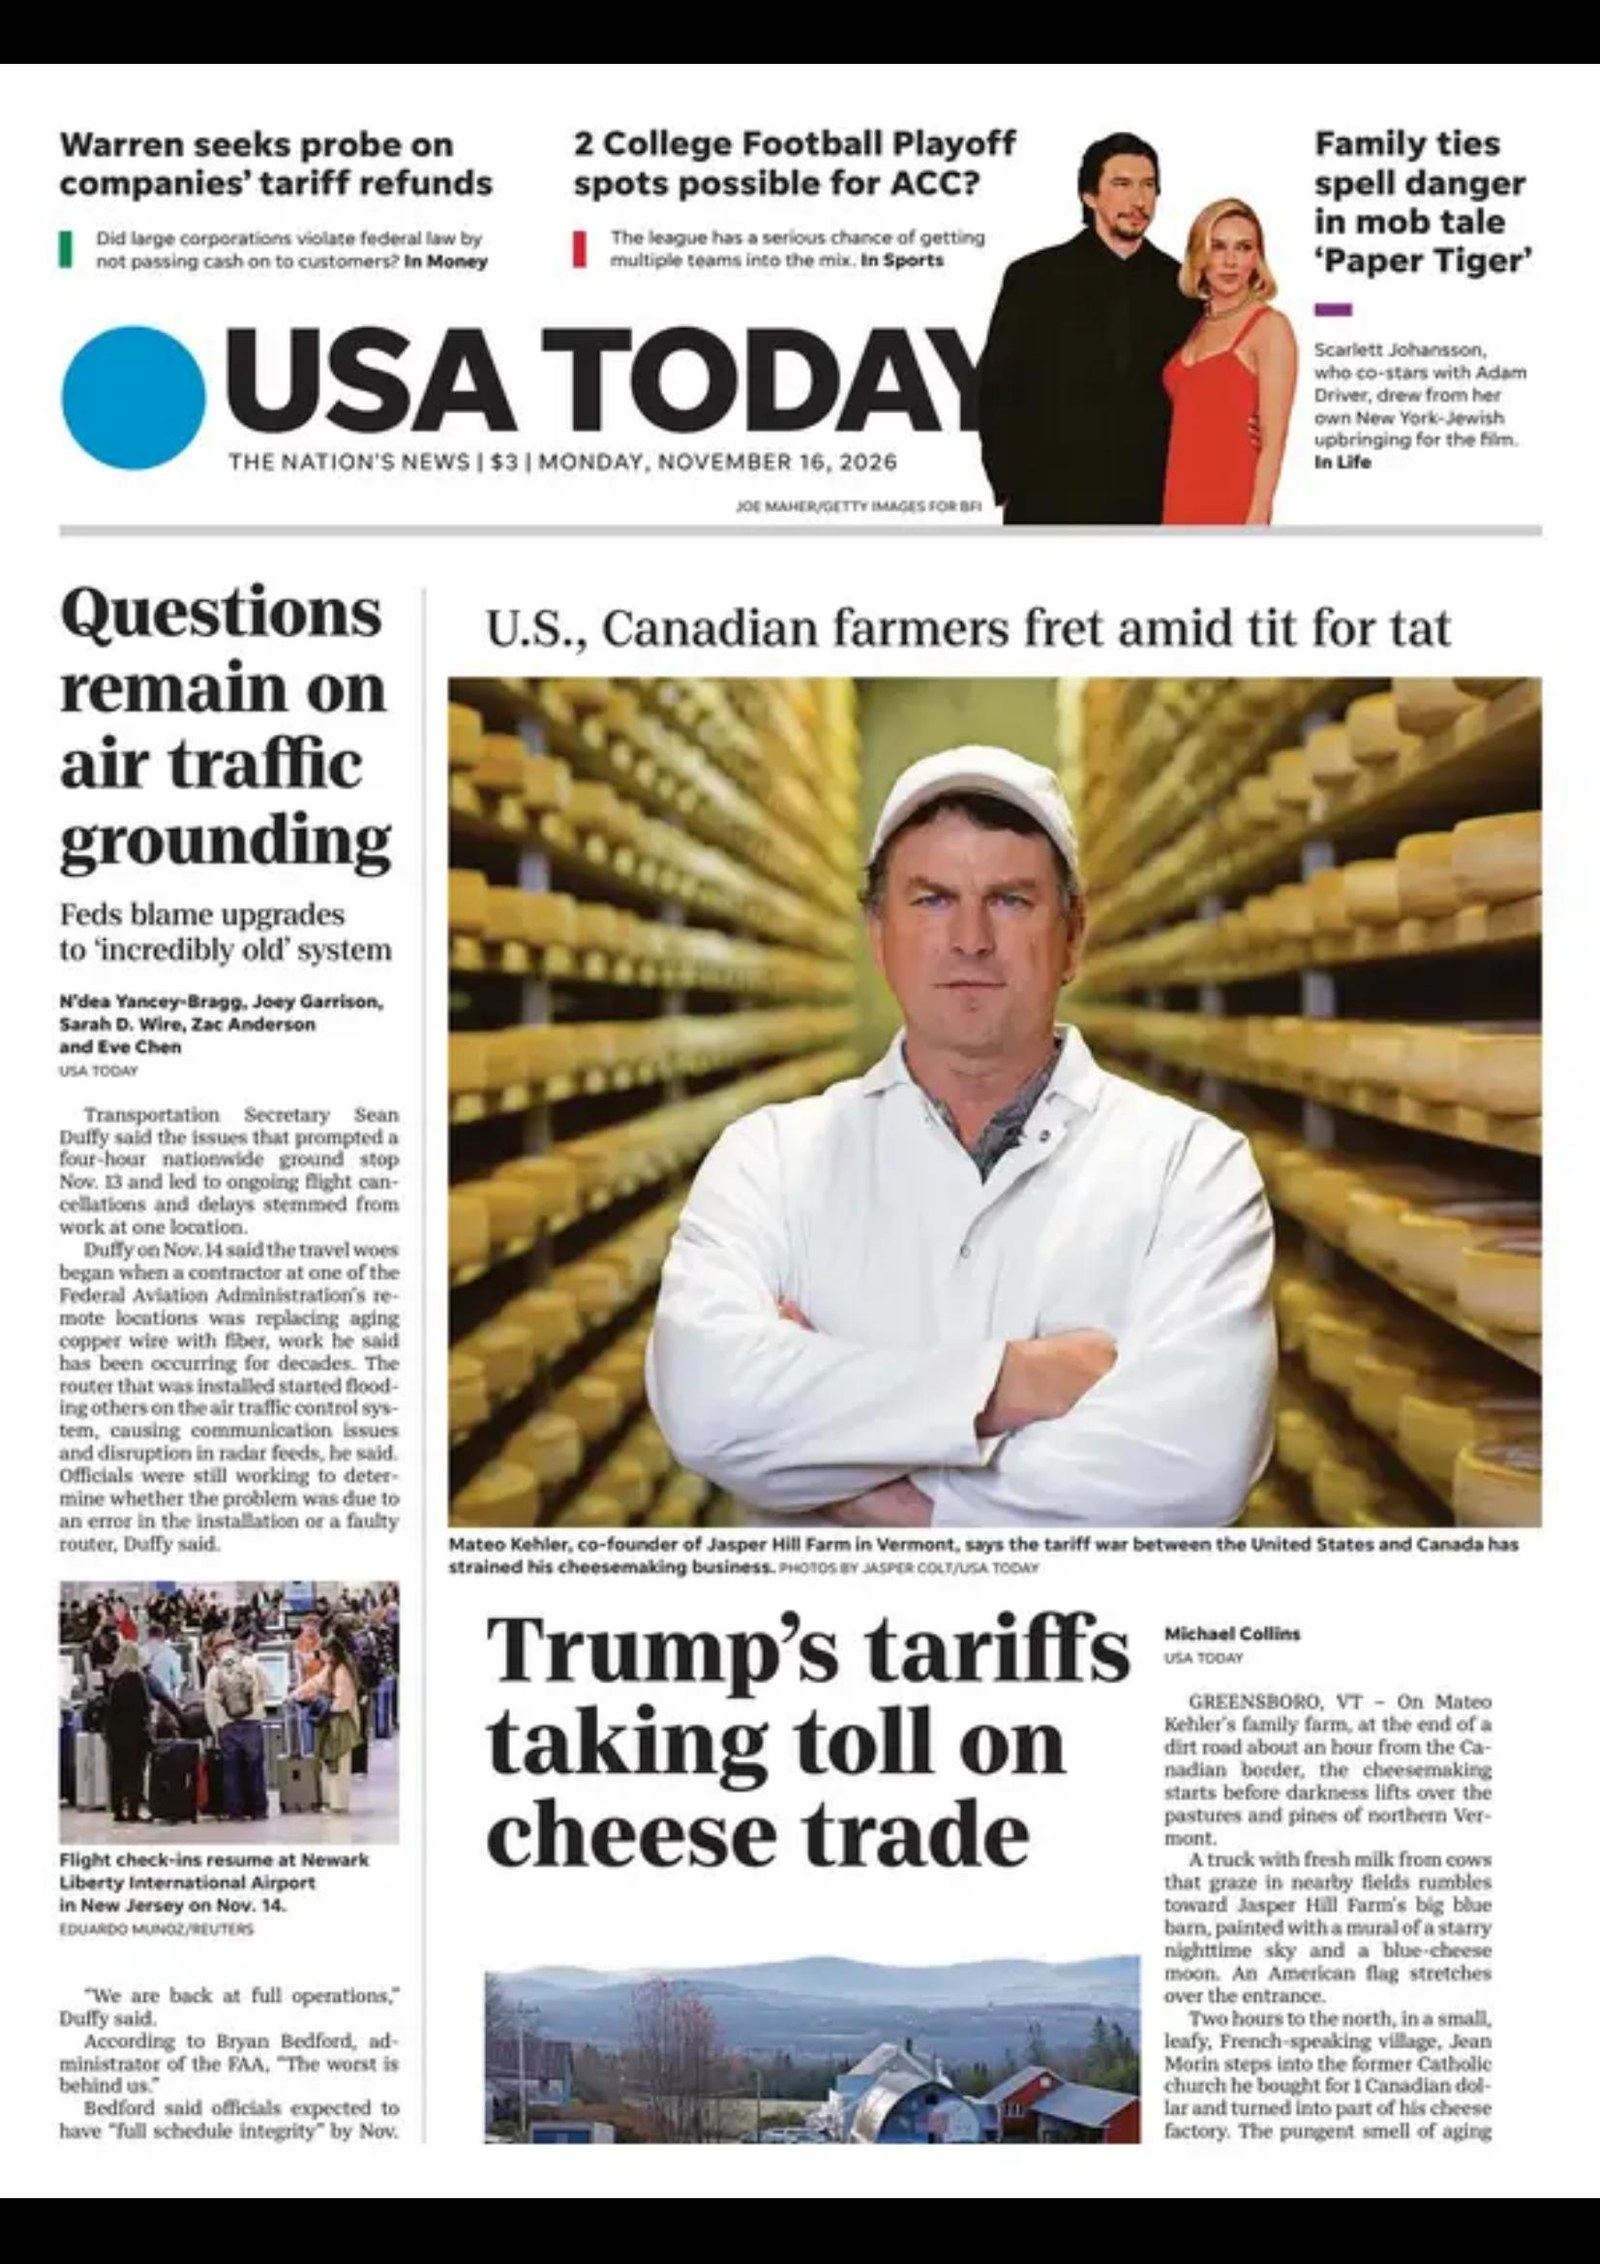 Warren seeks probe on
companies' tariff refunds
Did large corporations violate federal law by
not passing cash on to customers? In Money
2 College Football Playoff
spots possible for ACC?
The league has a serious chance of getting
multiple teams into the mix. In Sports
Family ties
spell danger
in mob tale
'Paper Tiger'
Scarlett Johansson,
who co-stars with Adam
Driver, drew from her
own New York-Jewish
upbringing for the film.
In Life
USA TODAY
THE NATION'S NEWS | $3 | MONDAY, NOVEMBER 16, 2026
JOE MAHER/GETTY IMAGES FOR BFI
Questions
remain on
air traffic
grounding
Feds blame upgrades
to 'incredibly old' system
N'dea Yancey-Bragg, Joey Garrison,
Sarah D. Wire, Zac Anderson
and Eve Chen
USA TODAY
Transportation Secretary Sean
Duffy said the issues that prompted a
four-hour nationwide ground stop
Nov. 13 and led to ongoing flight can-
cellations and delays stemmed from
work at one location.
Duffy on Nov. 14 said the travel woes
began when a contractor at one of the
Federal Aviation Administration's re-
mote locations was replacing aging
copper wire with fiber, work he said
has been occurring for decades. The
router that was installed started flood-
ing others on the air traffic control sys-
tem, causing communication issues
and disruption in radar feeds, he said.
Officials were still working to deter-
mine whether the problem was due to
an error in the installation or a faulty
router, Duffy said.
Flight check-ins resume at Newark
Liberty International Airport
in New Jersey on Nov. 14.
EDUARDO MUNOZ/REUTERS
"We are back at full operations,"
Duffy said.
According to Bryan Bedford, ad-
ministrator of the FAA, "The worst is
behind us."
Bedford said officials expected to
have "full schedule integrity" by Nov.
U.S., Canadian farmers fret amid tit for tat
Mateo Kehler, co-founder of Jasper Hill Farm in Vermont, says the tariff war between the United States and Canada has
strained his cheesemaking business. PHOTOS BY JASPER COLT/USA TODAY
Trump's tariffs
taking toll on
cheese trade
Michael Collins
USA TODAY
GREENSBORO, VT – On Mateo
Kehler's family farm, at the end of a
dirt road about an hour from the Ca-
nadian border, the cheesemaking
starts before darkness lifts over the
pastures and pines of northern Ver-
mont.
A truck with fresh milk from cows
that graze in nearby fields rumbles
toward Jasper Hill Farm's big blue
barn, painted with a mural of a starry
nighttime sky and a blue-cheese
moon. An American flag stretches
over the entrance.
Two hours to the north, in a small,
leafy, French-speaking village, Jean
Morin steps into the former Catholic
church he bought for 1 Canadian dol-
lar and turned into part of his cheese
factory. The pungent smell of aging